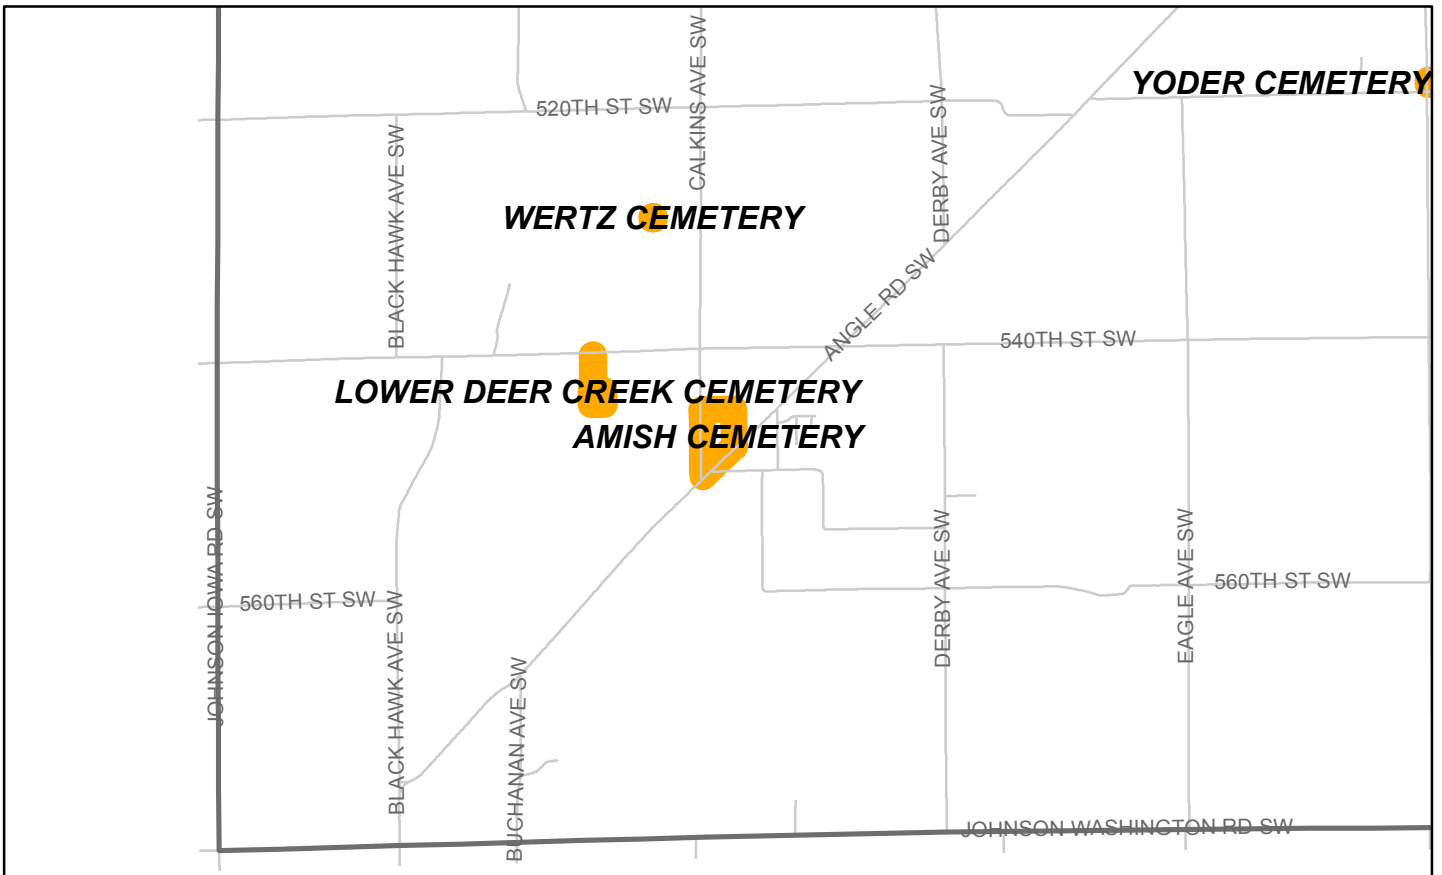 CALKINS AVE SW
YODER CEMETERY
520TH ST SW
DERBY AVE SW
BLACK HAWK AVE SW
WERTZ CEMETERY
ANGLE RD SW
540TH ST SW
LOWER DEER CREEK CEMETERY
AMISH CEMETERY
JOHNSON IOWA RD SW
DERBY AVE SW
EAGLE AVE SW
560TH ST SW
560TH ST SW
BLACK HAWK AVE SW
BUCHANAN AVE SW
JOHNSON WASHINGTON RD SW